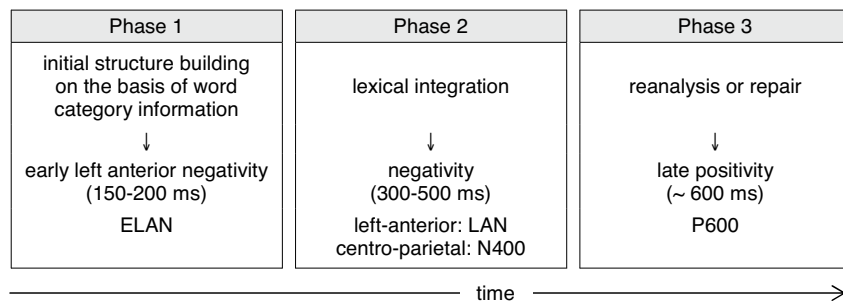 Phase 1
initial structure building
on the basis of word
category information
↓
early left anterior negativity
(150-200 ms)
ELAN
Phase 2
lexical integration
↓
negativity
(300-500 ms)
left-anterior: LAN
centro-parietal: N400
Phase 3
reanalysis or repair
↓
late positivity
(~ 600 ms)
P600
time